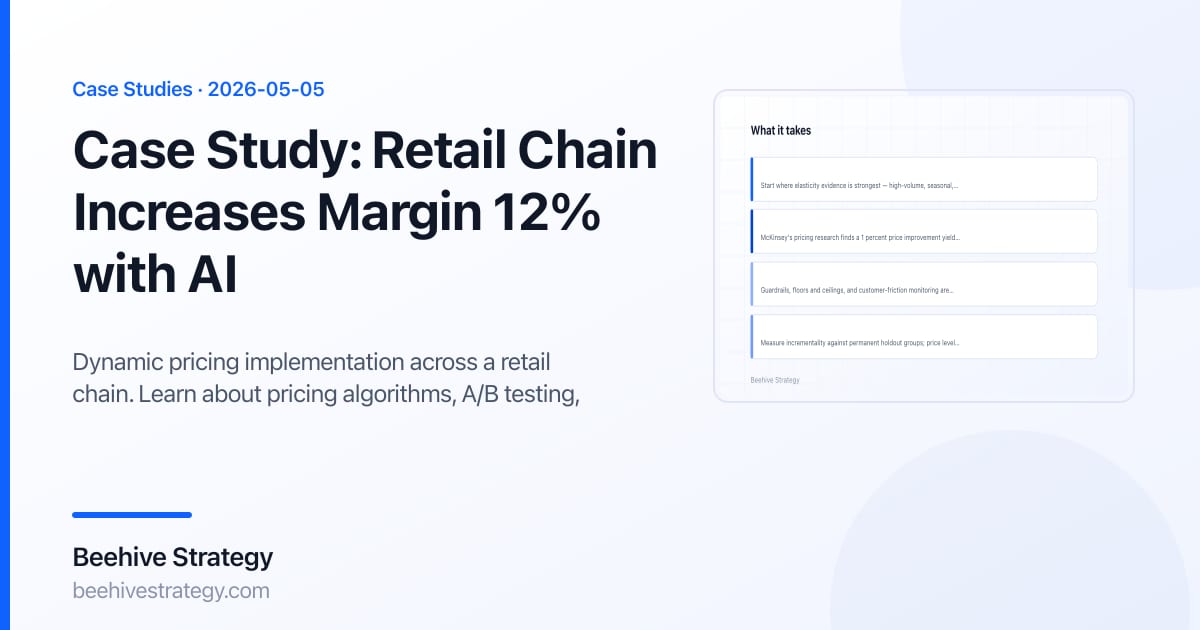 Case Studies · 2026-05-05
Case Study: Retail Chain
Increases Margin 12%
with AI
Dynamic pricing implementation across a retail
chain. Learn about pricing algorithms, A/B testing,
Beehive Strategy
beehivestrategy.com
What it takes
Start where elasticity evidence is strongest — high-volume, seasonal,...
McKinsey's pricing research finds a 1 percent price improvement yield...
Guardrails, floors and ceilings, and customer-friction monitoring are...
Measure incrementality against permanent holdout groups; price level...
Beehive Strategy